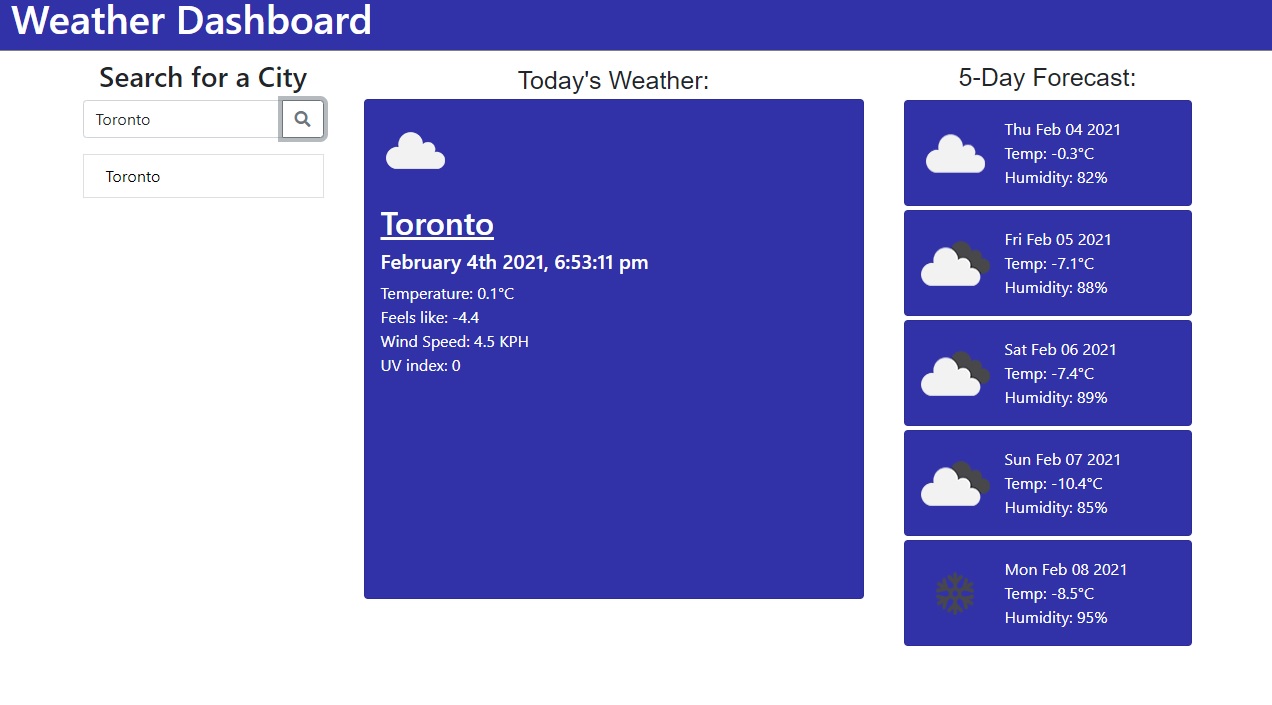 Weather Dashboard
Search for a City
Toronto
Toronto
Today's Weather:
Toronto
February 4th 2021, 6:53:11 pm
Temperature: 0.1°C
Feels like: -4.4
Wind Speed: 4.5 KPH
UV index: 0
5-Day Forecast:
Thu Feb 04 2021
Temp: -0.3°C
Humidity: 82%
Fri Feb 05 2021
Temp: -7.1°C
Humidity: 88%
Sat Feb 06 2021
Temp: -7.4°C
Humidity: 89%
Sun Feb 07 2021
Temp: -10.4°C
Humidity: 85%
Mon Feb 08 2021
Temp: -8.5°C
Humidity: 95%